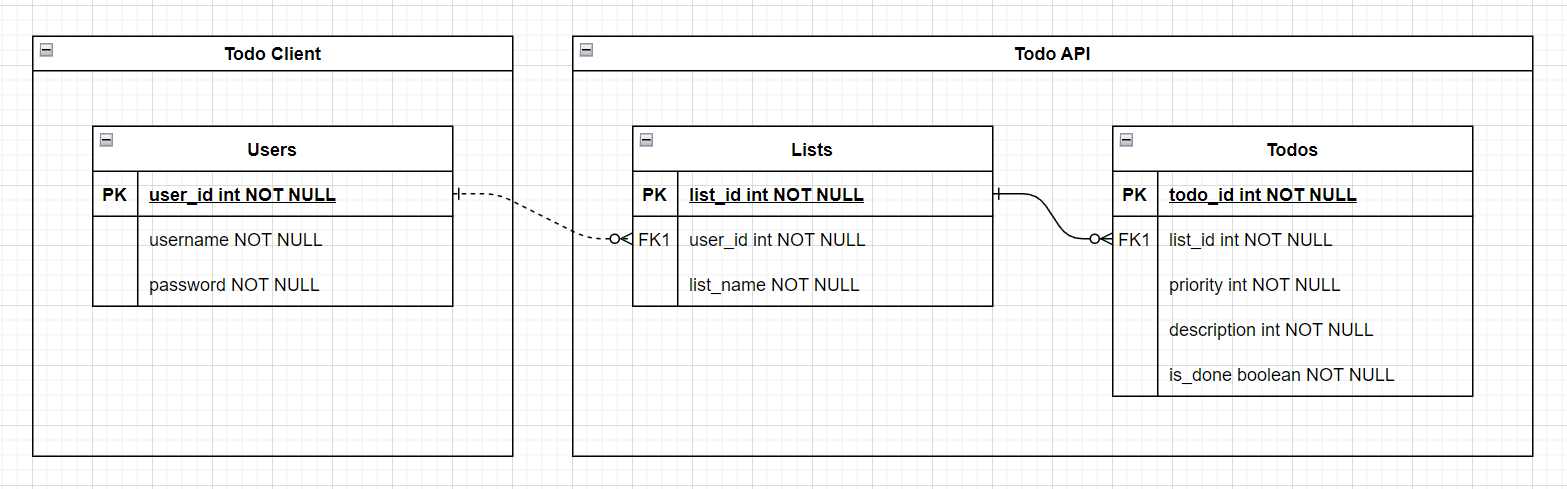 Todo Client
Users
PK user_id int NOT NULL
username NOT NULL
password NOT NULL
Todo API
Lists
PK list_id int NOT NULL
FK1 user_id int NOT NULL
list_name NOT NULL
Todos
PK todo_id int NOT NULL
FK1 list_id int NOT NULL
priority int NOT NULL
description int NOT NULL
is_done boolean NOT NULL